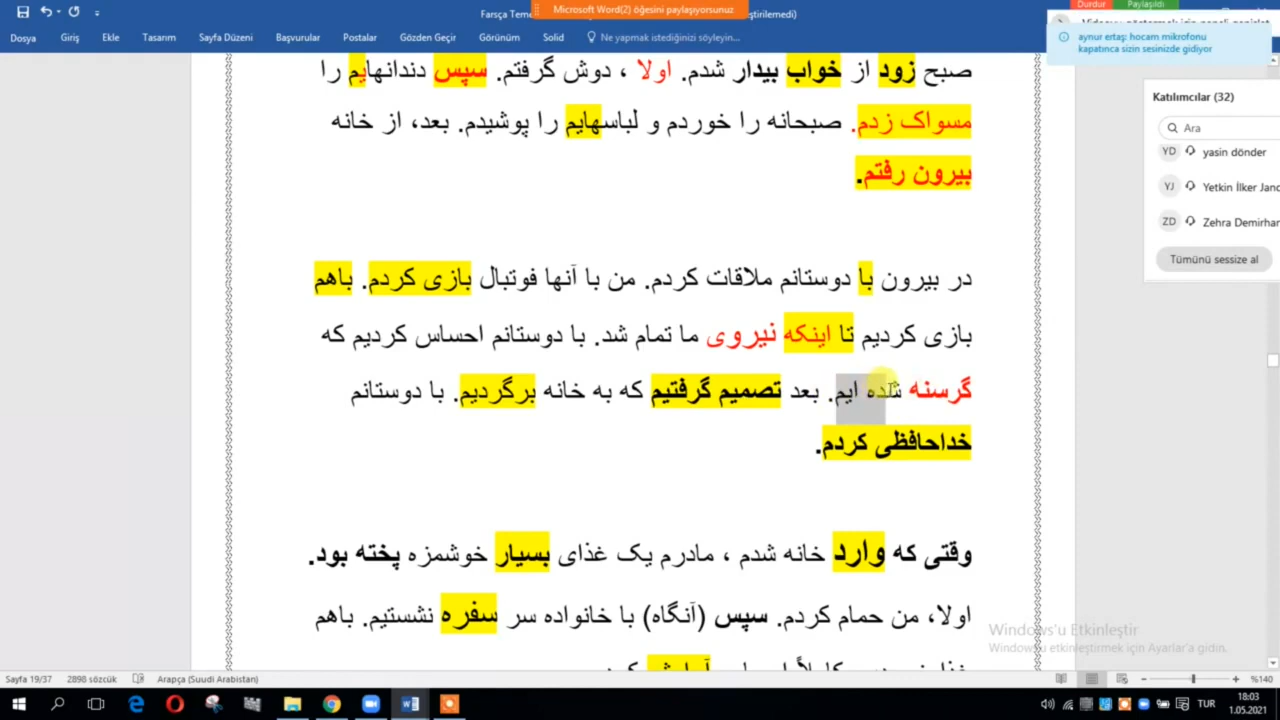 Farsça Teme
Microsoft Word(2) öğesini paylaşıyorsunuz
ştirilemedi)
Durdur
Paylaşıldı
Dosya
Giriş
Ekle
Tasarım
Sayfa Düzeni
Başvurular
Postalar
Gözden Geçir
Görünüm
Solid
Ne yapmak istediğinizi söyleyin...
aynur ertaş: hocam mikrofonu
kapatınca sizin sesinizde gidiyor
Katılımcılar (32)
Ara
YD yasin dönder
YJ Yetkin İlker Jand
ZD Zehra Demirhar
Tümünü sessize al
صبح زود از خواب بیدار شدم. اولا ، دوش گرفتم. سپس دندانهایم را
مسواک زدم. صبحانه را خوردم و لباسهایم را پوشیدم. بعد، از خانه
بیرون رفتم.
در بیرون با دوستانم ملاقات کردم. من با آنها فوتبال بازی کردم. باهم
بازی کردیم تا اینکه نیروی ما تمام شد. با دوستانم احساس کردیم که
گرسنه شده ایم. بعد تصمیم گرفتیم که به خانه برگردیم. با دوستانم
خداحافظی کردم.
وقتی که وارد خانه شدم ، مادرم یک غذای بسیار خوشمزه پخته بود.
اولا، من حمام کردم. سپس (آنگاه) با خانواده سر سفره نشستیم. باهم
Windows'u Etkinleştir
Windows'u etkinleştirmek için Ayarlar'a gidin.
Sayfa 19/37
2898 sözcük
Arapça (Suudi Arabistan)
%140
TUR
18:03
1.05.2021